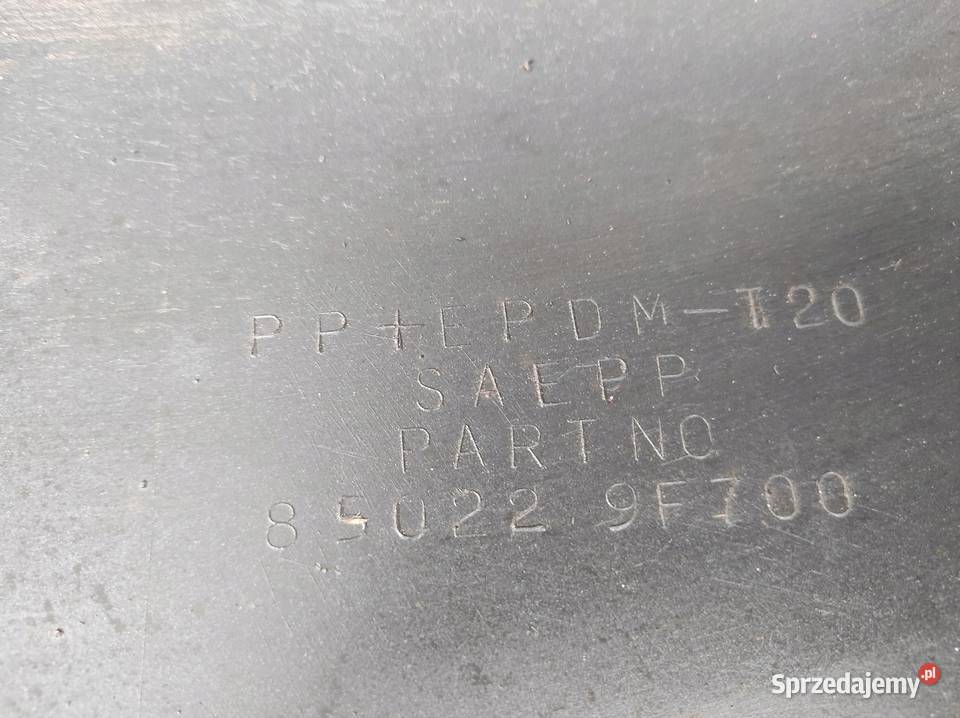 PP+EPDM-T20
SAEPP
PART NO
85022 9F700
Sprzedajemy.pl